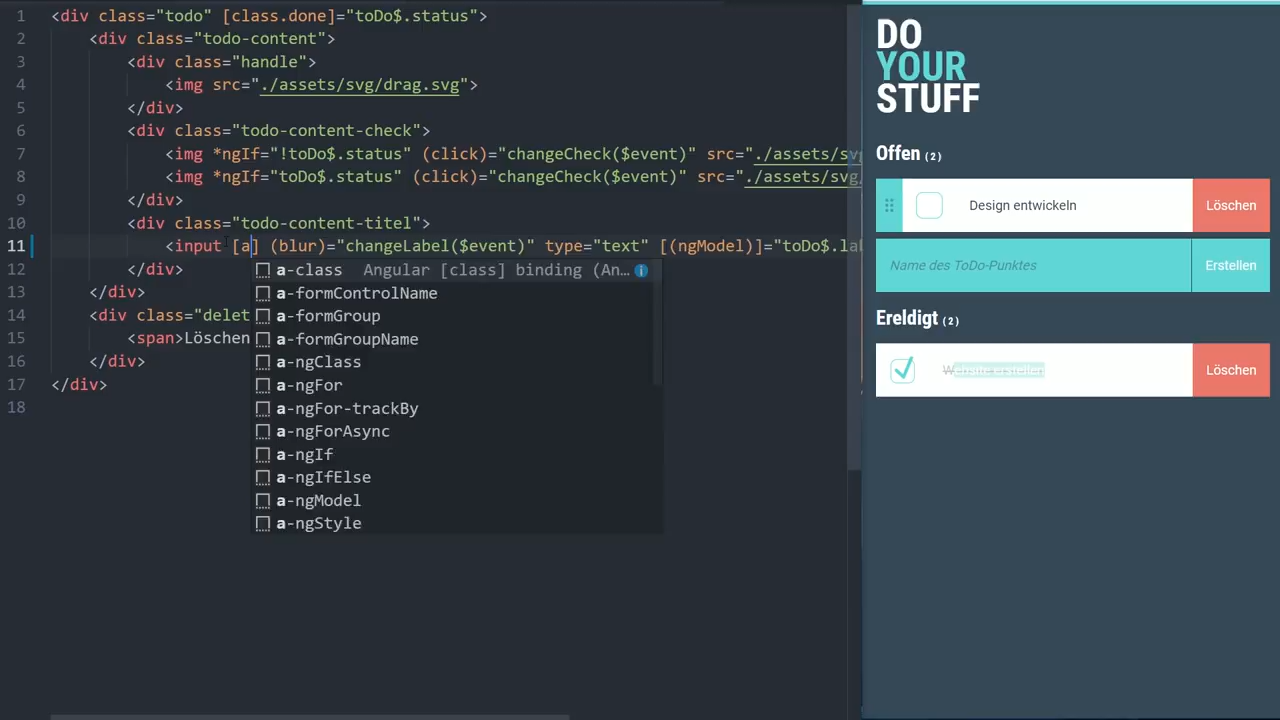 1 <div class="todo" [class.done]="toDo$.status">
2 <div class="todo-content">
3 <div class="handle">
4 <img src="./assets/svg/drag.svg">
5 </div>
6 <div class="todo-content-check">
7 <img *ngIf="!toDo$.status" (click)="changeCheck($event)" src="./assets/sv
8 <img *ngIf="toDo$.status" (click)="changeCheck($event)" src="./assets/svg
9 </div>
10 <div class="todo-content-titel">
11 <input [a] (blur)="changeLabel($event)" type="text" [(ngModel)]="toDo$.la
12 </div>
13 </div>
14 <div class="delet
15 <span>Löschen
16 </div>
17 </div>
18
a-class Angular [class] binding (An…
a-formControlName
a-formGroup
a-formGroupName
a-ngClass
a-ngFor
a-ngFor-trackBy
a-ngForAsync
a-ngIf
a-ngIfElse
a-ngModel
a-ngStyle
DO
YOUR
STUFF
Offen (2)
Design entwickeln
Löschen
Name des ToDo-Punktes
Erstellen
Ereldigt (2)
Website erstellen
Löschen